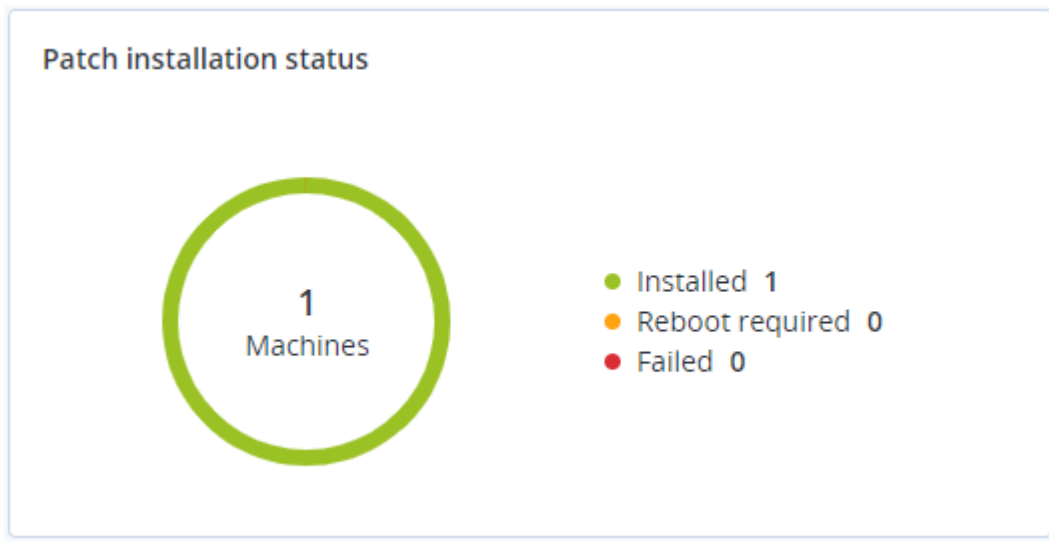 Patch installation status
1
Machines
Installed 1
Reboot required 0
Failed 0